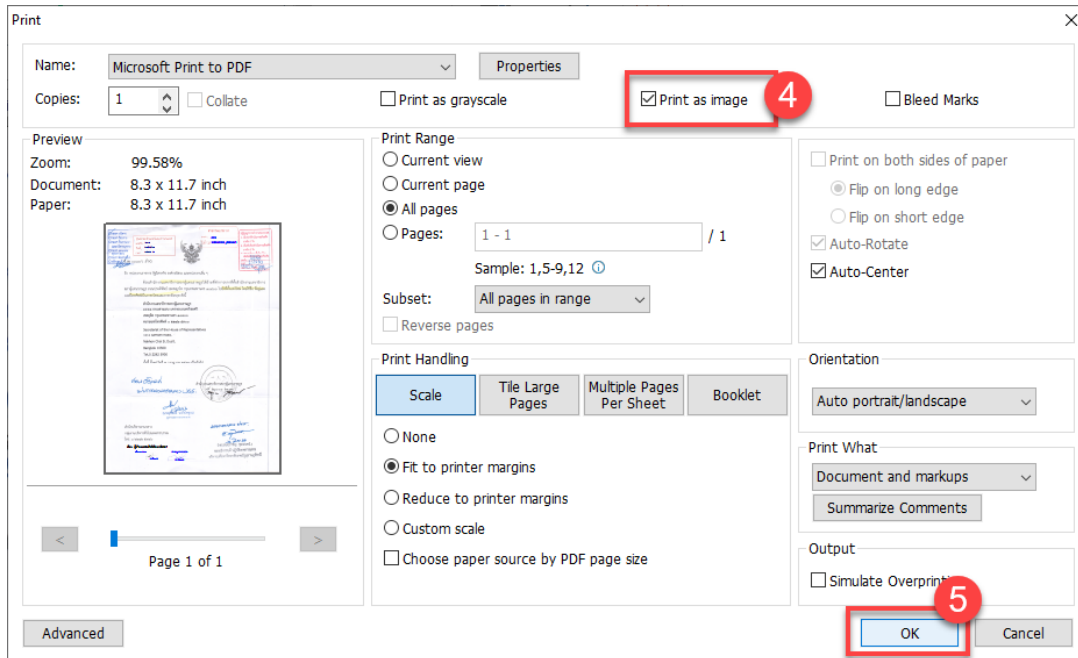 Print
Name: Microsoft Print to PDF Properties
Copies: 1 Collate Print as grayscale Print as image 4 Bleed Marks
Preview
Zoom: 99.58%
Document: 8.3 x 11.7 inch
Paper: 8.3 x 11.7 inch
< >
Page 1 of 1
Print Range
Current view
Current page
All pages
Pages: 1 - 1 / 1
Sample: 1,5-9,12
Subset: All pages in range
Reverse pages
Print Handling
Scale
Tile Large
Pages
Multiple Pages
Per Sheet
Booklet
None
Fit to printer margins
Reduce to printer margins
Custom scale
Choose paper source by PDF page size
Print on both sides of paper
Flip on long edge
Flip on short edge
Auto-Rotate
Auto-Center
Orientation
Auto portrait/landscape
Print What
Document and markups
Summarize Comments
Output
Simulate
5
Advanced OK Cancel